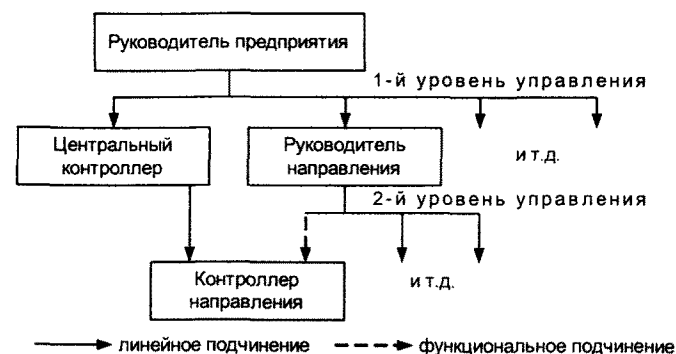 Руководитель предприятия
1-й уровень управления
Центральный
контроллер
Руководитель
направления
и т.д.
2-й уровень управления
Контроллер
направления
и т.д.
линейное подчинение
функциональное подчинение